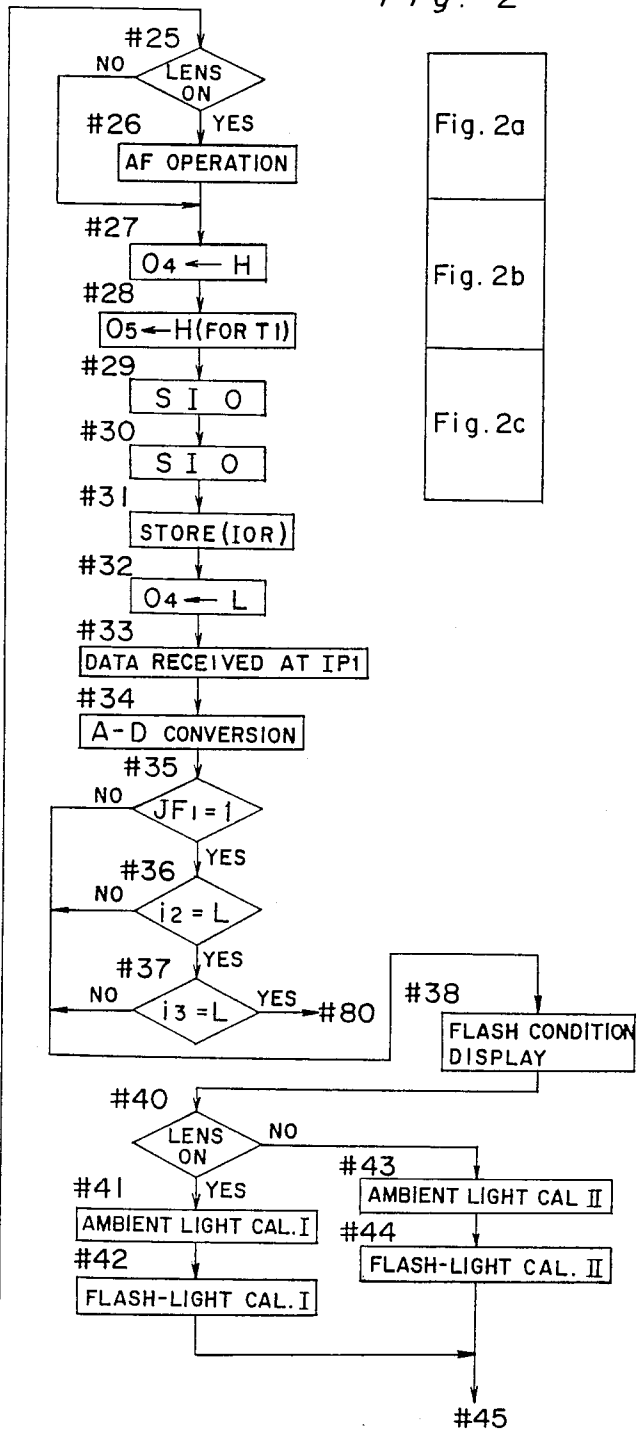 Fig. 2
#25
LENS
ON
NO
YES
#26
AF OPERATION
#27
O4 ← H
#28
O5 ← H (FOR T1)
#29
S I O
#30
S I O
#31
STORE (IOR)
#32
O4 ← L
#33
DATA RECEIVED AT IP1
#34
A-D CONVERSION
#35
JF1 = 1
NO
YES
#36
i2 = L
NO
YES
#37
i3 = L
NO
YES
#80
#38
FLASH CONDITION
DISPLAY
#40
LENS
ON
NO
YES
#41
AMBIENT LIGHT CAL. I
#42
FLASH-LIGHT CAL. I
#43
AMBIENT LIGHT CAL II
#44
FLASH-LIGHT CAL. II
#45
Fig. 2a
Fig. 2b
Fig. 2c